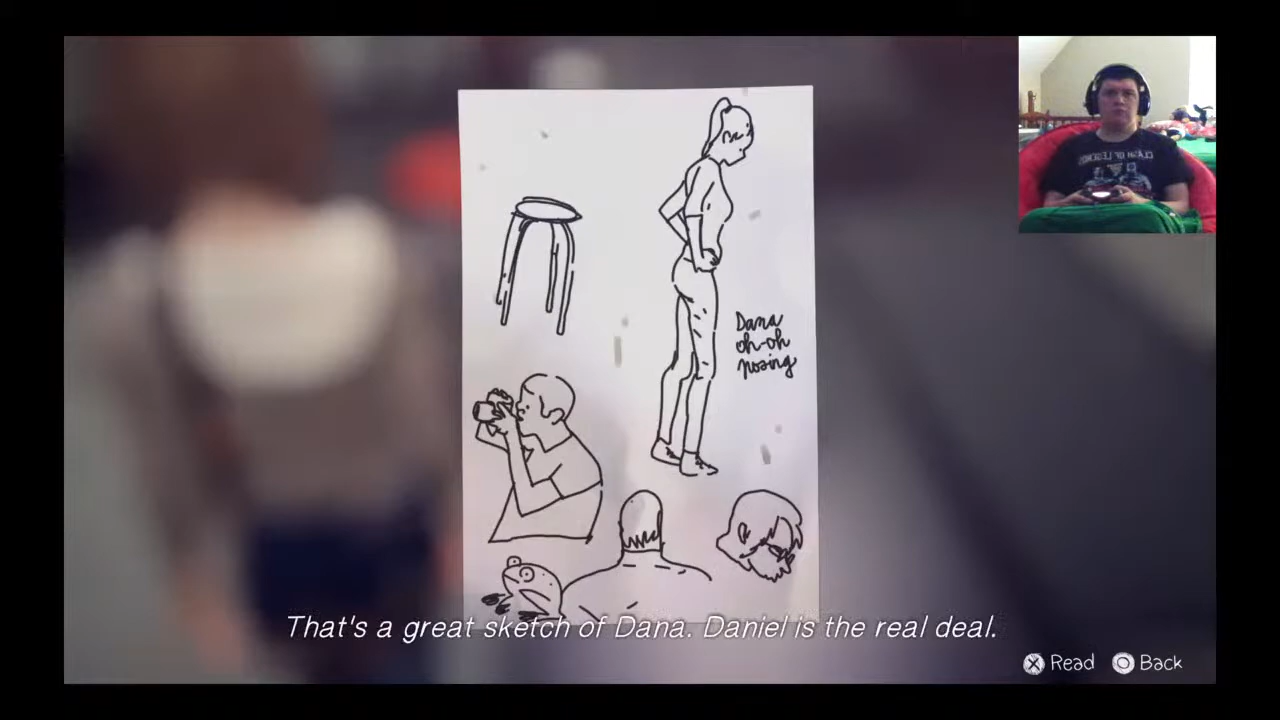 Dana
oh-oh
posing
That's a great sketch of Dana. Daniel is the real deal.
Read
Back